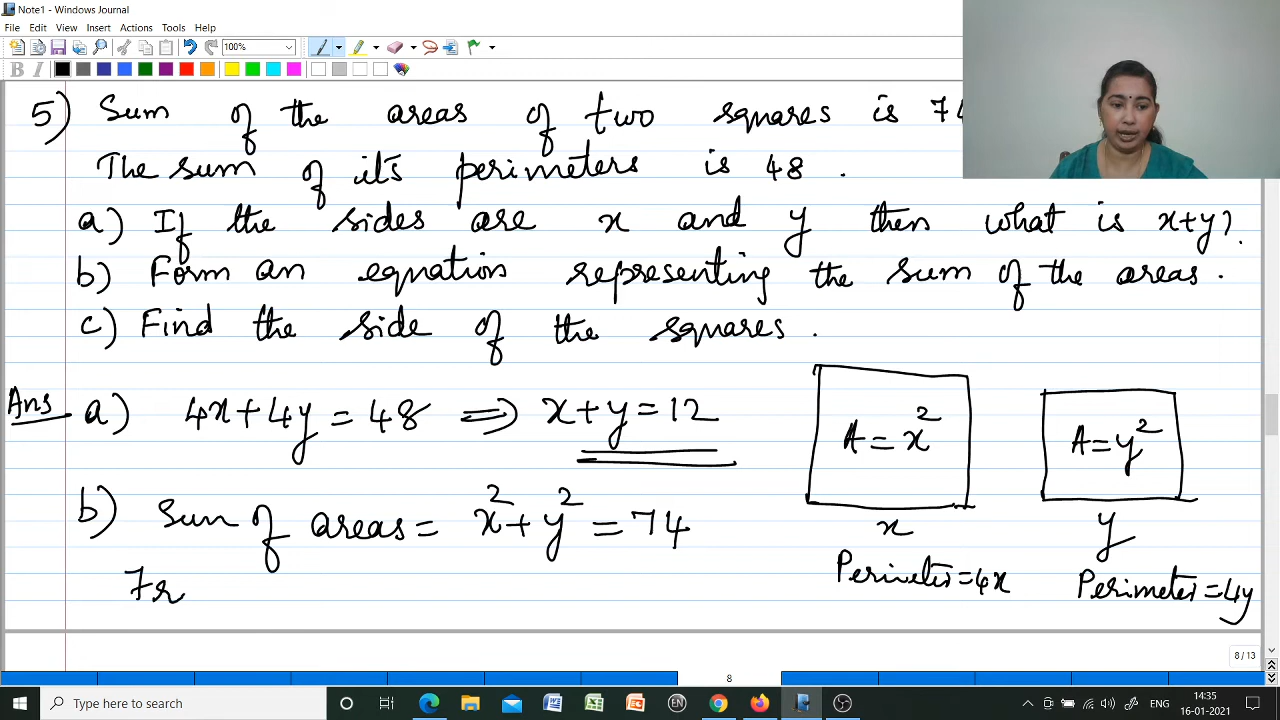 Note1 - Windows Journal
File Edit View Insert Actions Tools Help
100%
B I
5) Sum of the areas of two squares is 74
The sum of it's perimeters is 48 .
a) If the sides are x and y then what is x+y?.
b) Form an equation representing the sum of the areas .
c) Find the side of the squares .
Ans a) 4x+4y = 48 ⟹ x+y = 12
A = x² A = y²
b) Sum of areas = x²+y² = 74
x y
Perimeter = 4x Perimeter = 4y
Fr
8 / 13
8
Type here to search
EN
ENG
14:35
16-01-2021